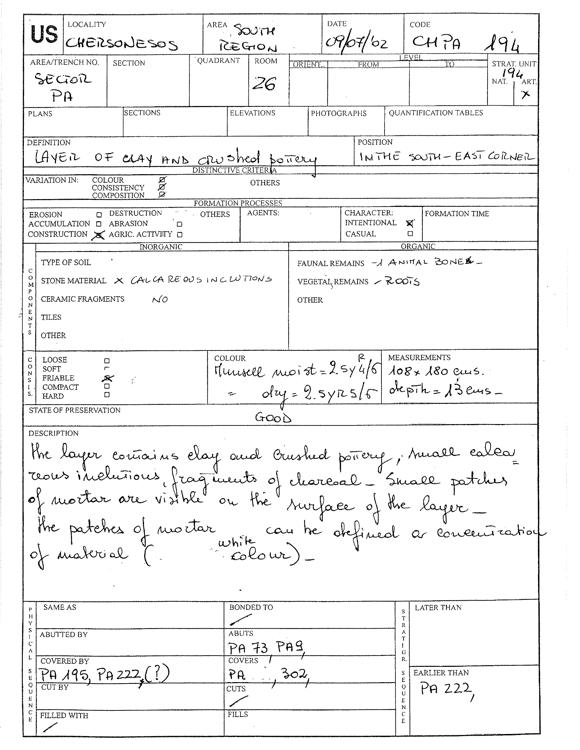 US
LOCALITY
CHERSONESOS
AREA SOUTH
REGION
DATE
09/07/02
CODE
CHPA 194
AREA/TRENCH NO.
SECTOR
PA
SECTION
QUADRANT
ROOM
26
LEVEL
ORIENT. FROM TO
STRAT. UNIT
194
NAT. ART.
x
PLANS SECTIONS ELEVATIONS PHOTOGRAPHS QUANTIFICATION TABLES
DEFINITION
LAYER OF CLAY AND crushed pottery
POSITION
IN THE SOUTH-EAST CORNER
DISTINCTIVE CRITERIA
VARIATION IN: COLOUR
CONSISTENCY
COMPOSITION
OTHERS
FORMATION PROCESSES
EROSION DESTRUCTION OTHERS
ACCUMULATION ABRASION
CONSTRUCTION AGRIC. ACTIVITY
AGENTS:
CHARACTER:
INTENTIONAL
CASUAL
FORMATION TIME
COMPONENTS
INORGANIC
TYPE OF SOIL
STONE MATERIAL x CALCAREOUS INCLUTIONS
CERAMIC FRAGMENTS NO
TILES
OTHER
ORGANIC
FAUNAL REMAINS -1 ANIMAL BONE-
VEGETAL REMAINS - ROOTS
OTHER
CONSIS.
LOOSE
SOFT
FRIABLE
COMPACT
HARD
COLOUR
Munsell moist = 2.5Y4/6
= dry = 2.5YR5/6
MEASUREMENTS
108 x 180 cms.
depth = 13 cms-
STATE OF PRESERVATION
GOOD
DESCRIPTION
The layer contains clay and crushed pottery, small calca=
reous inclutions, fragments of charcoal - Small patches
of mortar are visible on the surface of the layer -
the patches of mortar can be defined as concentration
of material (white colour) -
PHYSICAL SEQUENCE
SAME AS
BONDED TO
ABUTTED BY
ABUTS
PA 73 PA9,
COVERED BY
PA 195, PA 222, (?)
COVERS
PA , 302,
CUT BY
CUTS
FILLED WITH
FILLS
STRATIGR. SEQUENCE
LATER THAN
EARLIER THAN
PA 222,